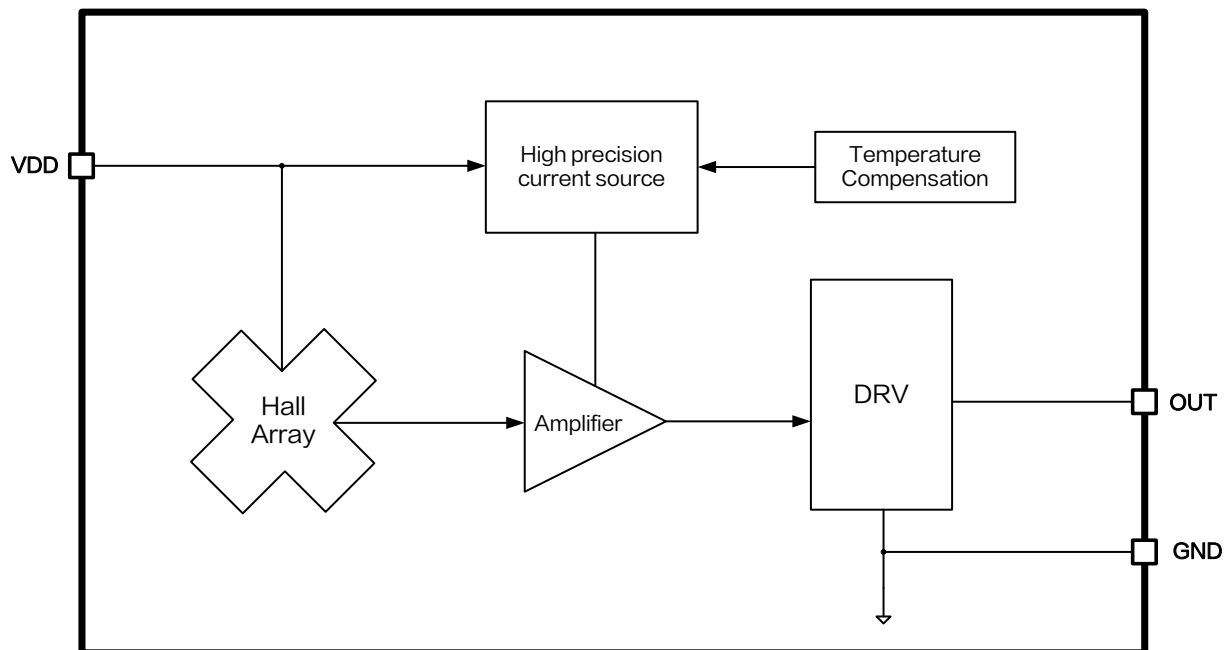 VDD
High precision
current source
Temperature
Compensation
Hall
Array
Amplifier
DRV
OUT
GND